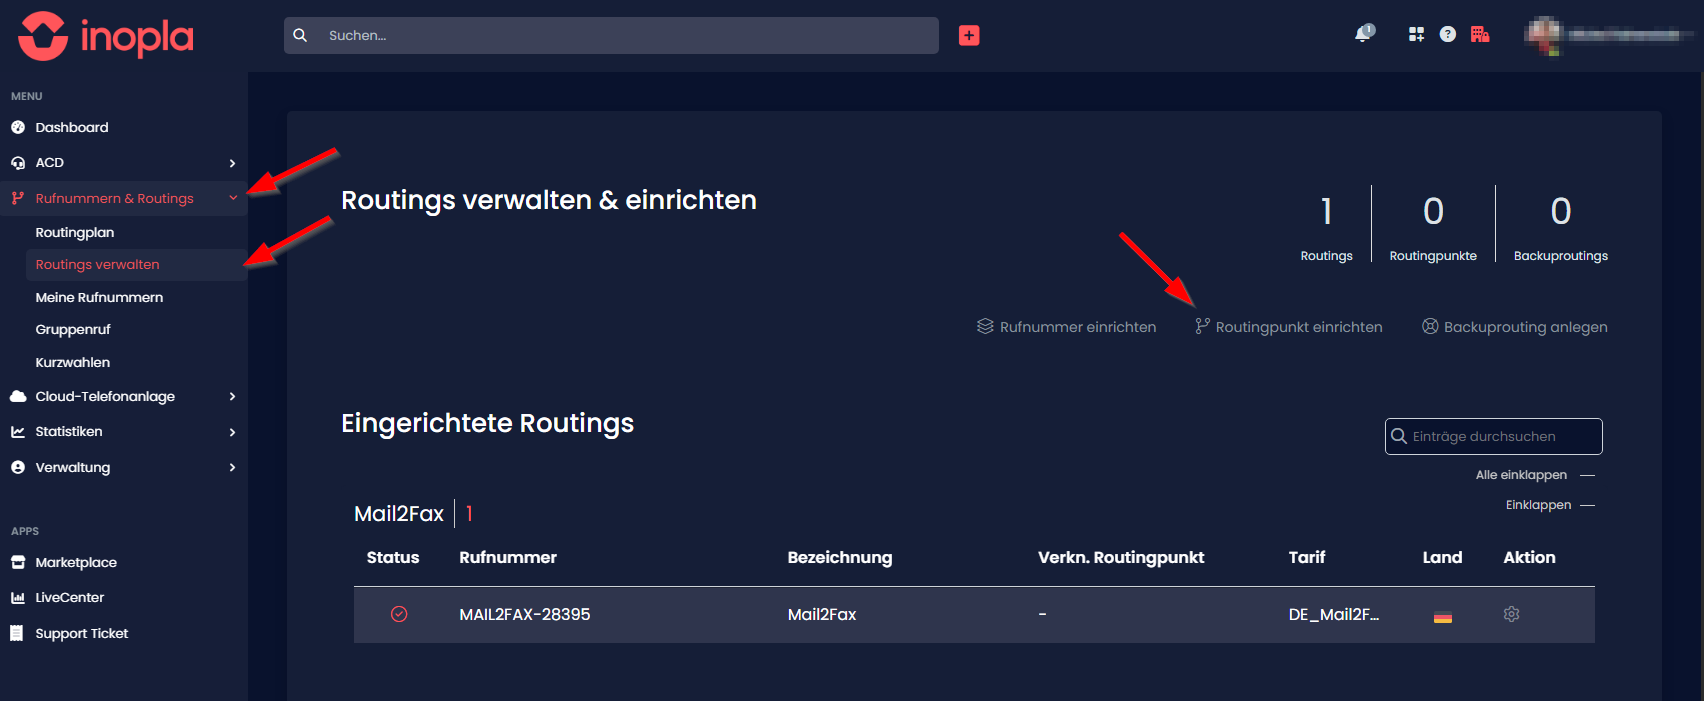 inopla
Suchen...
1
MENU
Dashboard
ACD
Rufnummern & Routings
Routingplan
Routings verwalten
Meine Rufnummern
Gruppenruf
Kurzwahlen
Cloud-Telefonanlage
Statistiken
Verwaltung
APPS
Marketplace
LiveCenter
Support Ticket
Routings verwalten & einrichten
1
Routings
0
Routingpunkte
0
Backuproutings
Rufnummer einrichten
Routingpunkt einrichten
Backuprouting anlegen
Eingerichtete Routings
Einträge durchsuchen
Alle einklappen
Einklappen
Mail2Fax 1
Status Rufnummer Bezeichnung Verkn. Routingpunkt Tarif Land Aktion
MAIL2FAX-28395 Mail2Fax - DE_Mail2F...